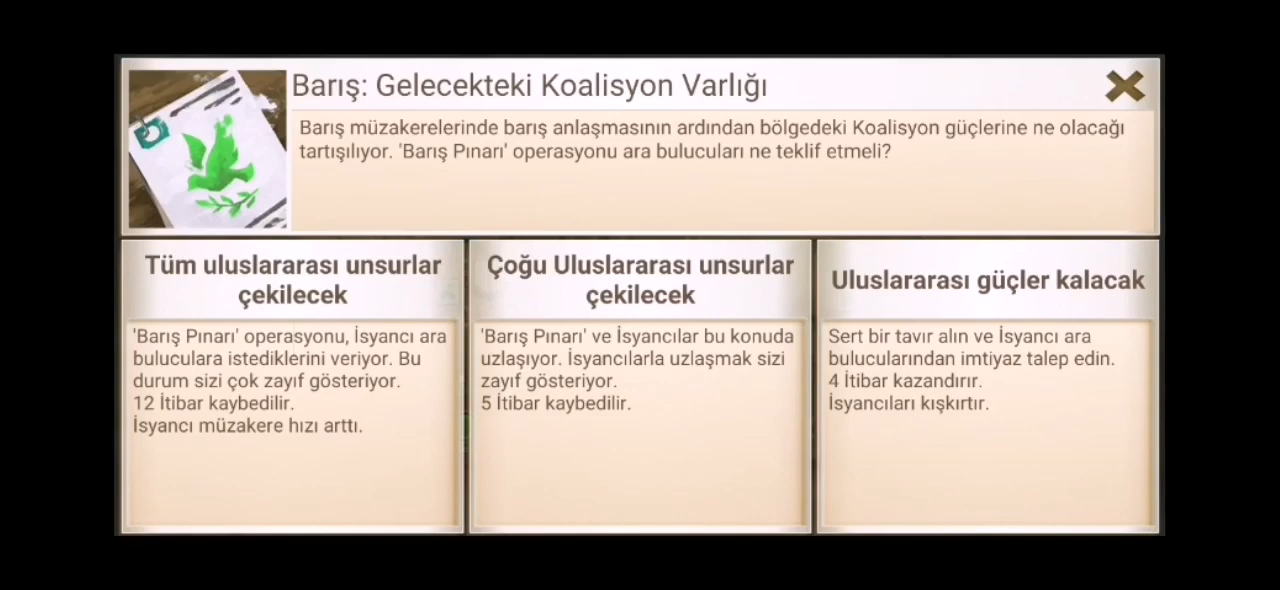 Barış: Gelecekteki Koalisyon Varlığı
Barış müzakerelerinde barış anlaşmasının ardından bölgedeki Koalisyon güçlerine ne olacağı
tartışılıyor. 'Barış Pınarı' operasyonu ara bulucuları ne teklif etmeli?
Tüm uluslararası unsurlar
çekilecek
'Barış Pınarı' operasyonu, İsyancı ara
buluculara istediklerini veriyor. Bu
durum sizi çok zayıf gösteriyor.
12 İtibar kaybedilir.
İsyancı müzakere hızı arttı.
Çoğu Uluslararası unsurlar
çekilecek
'Barış Pınarı' ve İsyancılar bu konuda
uzlaşıyor. İsyancılarla uzlaşmak sizi
zayıf gösteriyor.
5 İtibar kaybedilir.
Uluslararası güçler kalacak
Sert bir tavır alın ve İsyancı ara
bulucularından imtiyaz talep edin.
4 İtibar kazandırır.
İsyancıları kışkırtır.